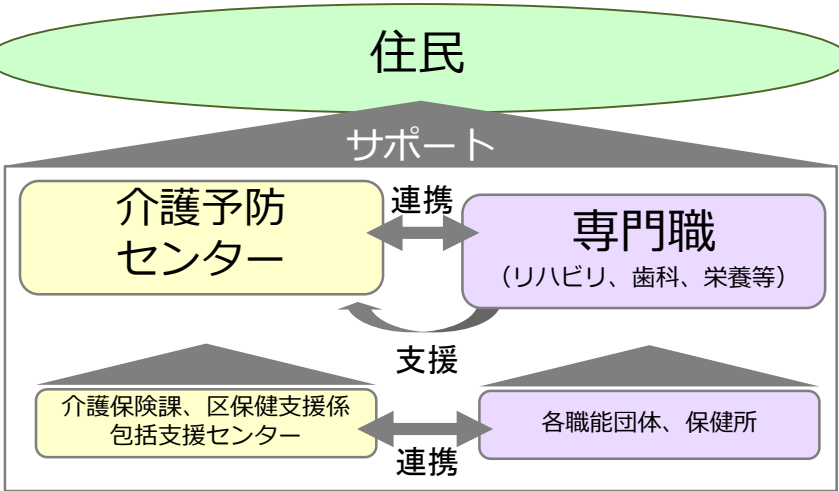 住民
サポート
介護予防
センター
連携
専門職
（リハビリ、歯科、栄養等）
支援
介護保険課、区保健支援係
包括支援センター
連携
各職能団体、保健所